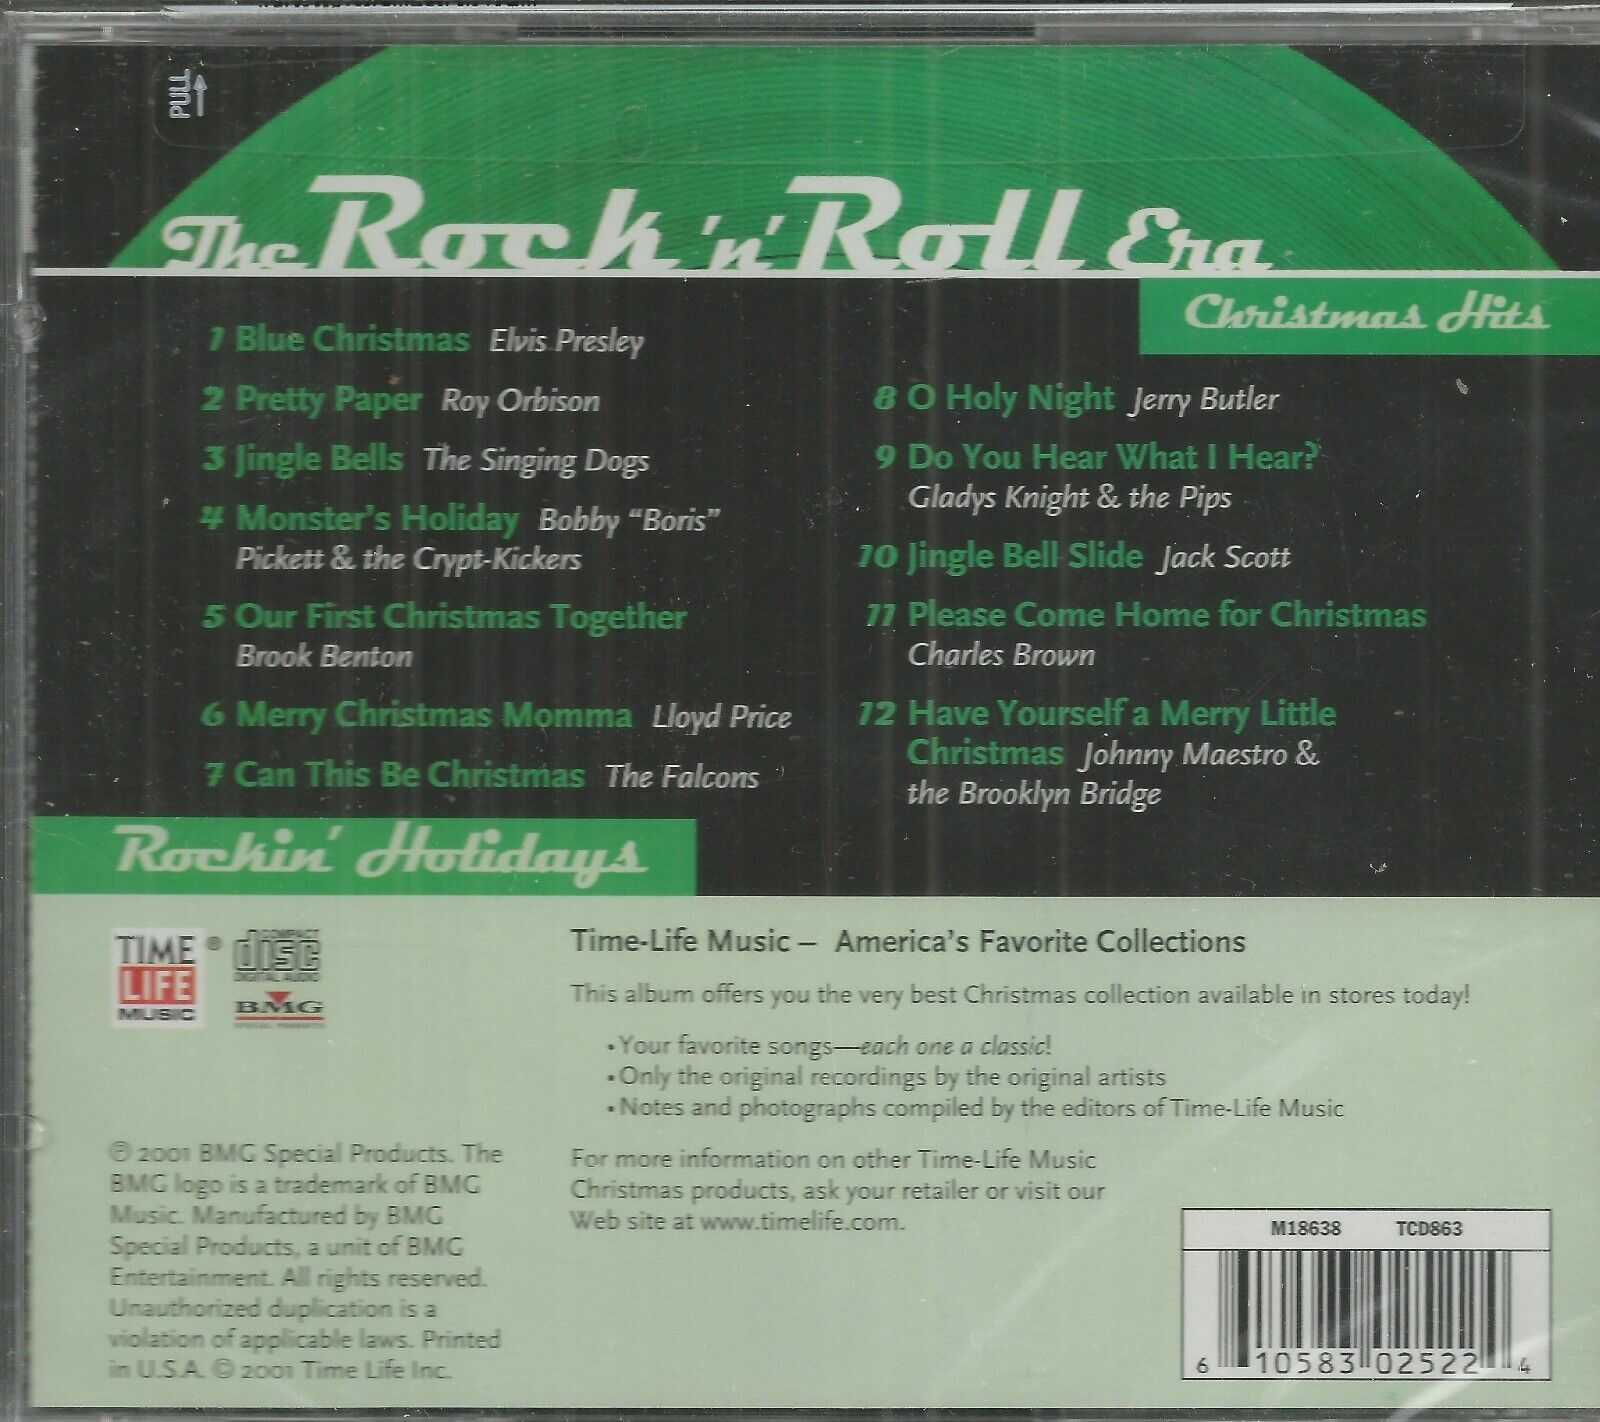 PULL
The Rock 'n' Roll Era
Christmas Hits
1 Blue Christmas Elvis Presley
2 Pretty Paper Roy Orbison
3 Jingle Bells The Singing Dogs
4 Monster's Holiday Bobby "Boris"
Pickett & the Crypt-Kickers
5 Our First Christmas Together
Brook Benton
6 Merry Christmas Momma Lloyd Price
7 Can This Be Christmas The Falcons
8 O Holy Night Jerry Butler
9 Do You Hear What I Hear?
Gladys Knight & the Pips
10 Jingle Bell Slide Jack Scott
11 Please Come Home for Christmas
Charles Brown
12 Have Yourself a Merry Little
Christmas Johnny Maestro &
the Brooklyn Bridge
Rockin' Holidays
TIME
LIFE
MUSIC
®
COMPACT
disc
DIGITAL AUDIO
BMG
SPECIAL PRODUCTS
Time-Life Music – America's Favorite Collections
This album offers you the very best Christmas collection available in stores today!
• Your favorite songs—each one a classic!
• Only the original recordings by the original artists
• Notes and photographs compiled by the editors of Time-Life Music
For more information on other Time-Life Music
Christmas products, ask your retailer or visit our
Web site at www.timelife.com.
℗ 2001 BMG Special Products. The
BMG logo is a trademark of BMG
Music. Manufactured by BMG
Special Products, a unit of BMG
Entertainment. All rights reserved.
Unauthorized duplication is a
violation of applicable laws. Printed
in U.S.A. © 2001 Time Life Inc.
M18638 TCD863
6 10583 02522 4